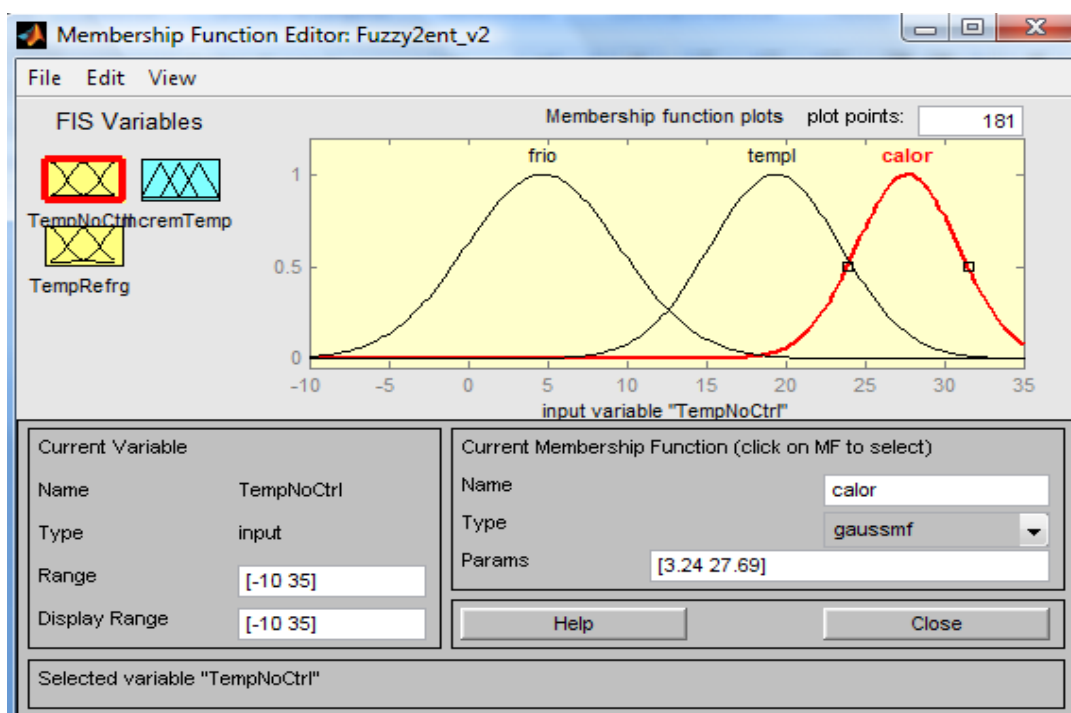 Membership Function Editor: Fuzzy2ent_v2
File Edit View
FIS Variables
TempNoCtrl IncremTemp
TempRefrg
Membership function plots plot points: 181
frio templ calor
1
0.5
0
-10 -5 0 5 10 15 20 25 30 35
input variable "TempNoCtrl"
Current Variable
Name TempNoCtrl
Type input
Range [-10 35]
Display Range [-10 35]
Current Membership Function (click on MF to select)
Name calor
Type gaussmf
Params [3.24 27.69]
Help Close
Selected variable "TempNoCtrl"